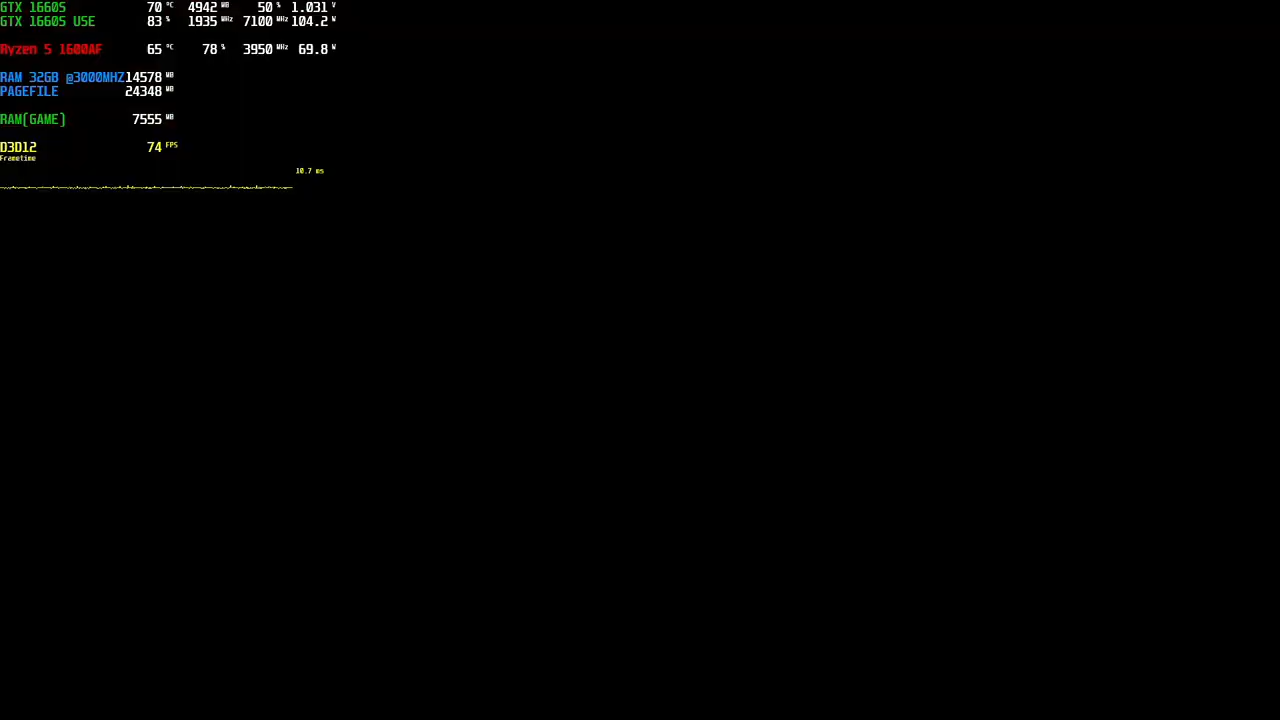 GTX 1660S 70 °C 4942 MB 50 % 1.031 V
GTX 1660S USE 83 % 1935 MHz 7100 MHz 104.2 W
Ryzen 5 1600AF 65 °C 78 % 3950 MHz 69.8 W
RAM 32GB @3000MHZ 14578 MB
PAGEFILE 24348 MB
RAM(GAME) 7555 MB
D3D12 74 FPS
Frametime
10.7 ms